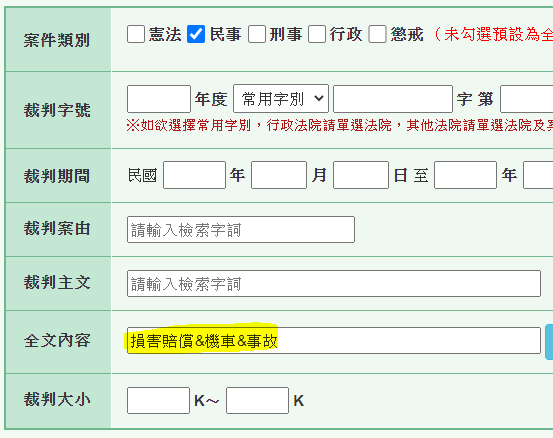 案件類別 憲法 民事 刑事 行政 懲戒 (未勾選預設為全
裁判字號 年度 常用字別 字 第
※如欲選擇常用字別，行政法院請單選法院，其他法院請單選法院及
裁判期間 民國 年 月 日 至 年
裁判案由 請輸入檢索字詞
裁判主文 請輸入檢索字詞
全文內容 損害賠償&機車&事故
裁判大小 K～ K